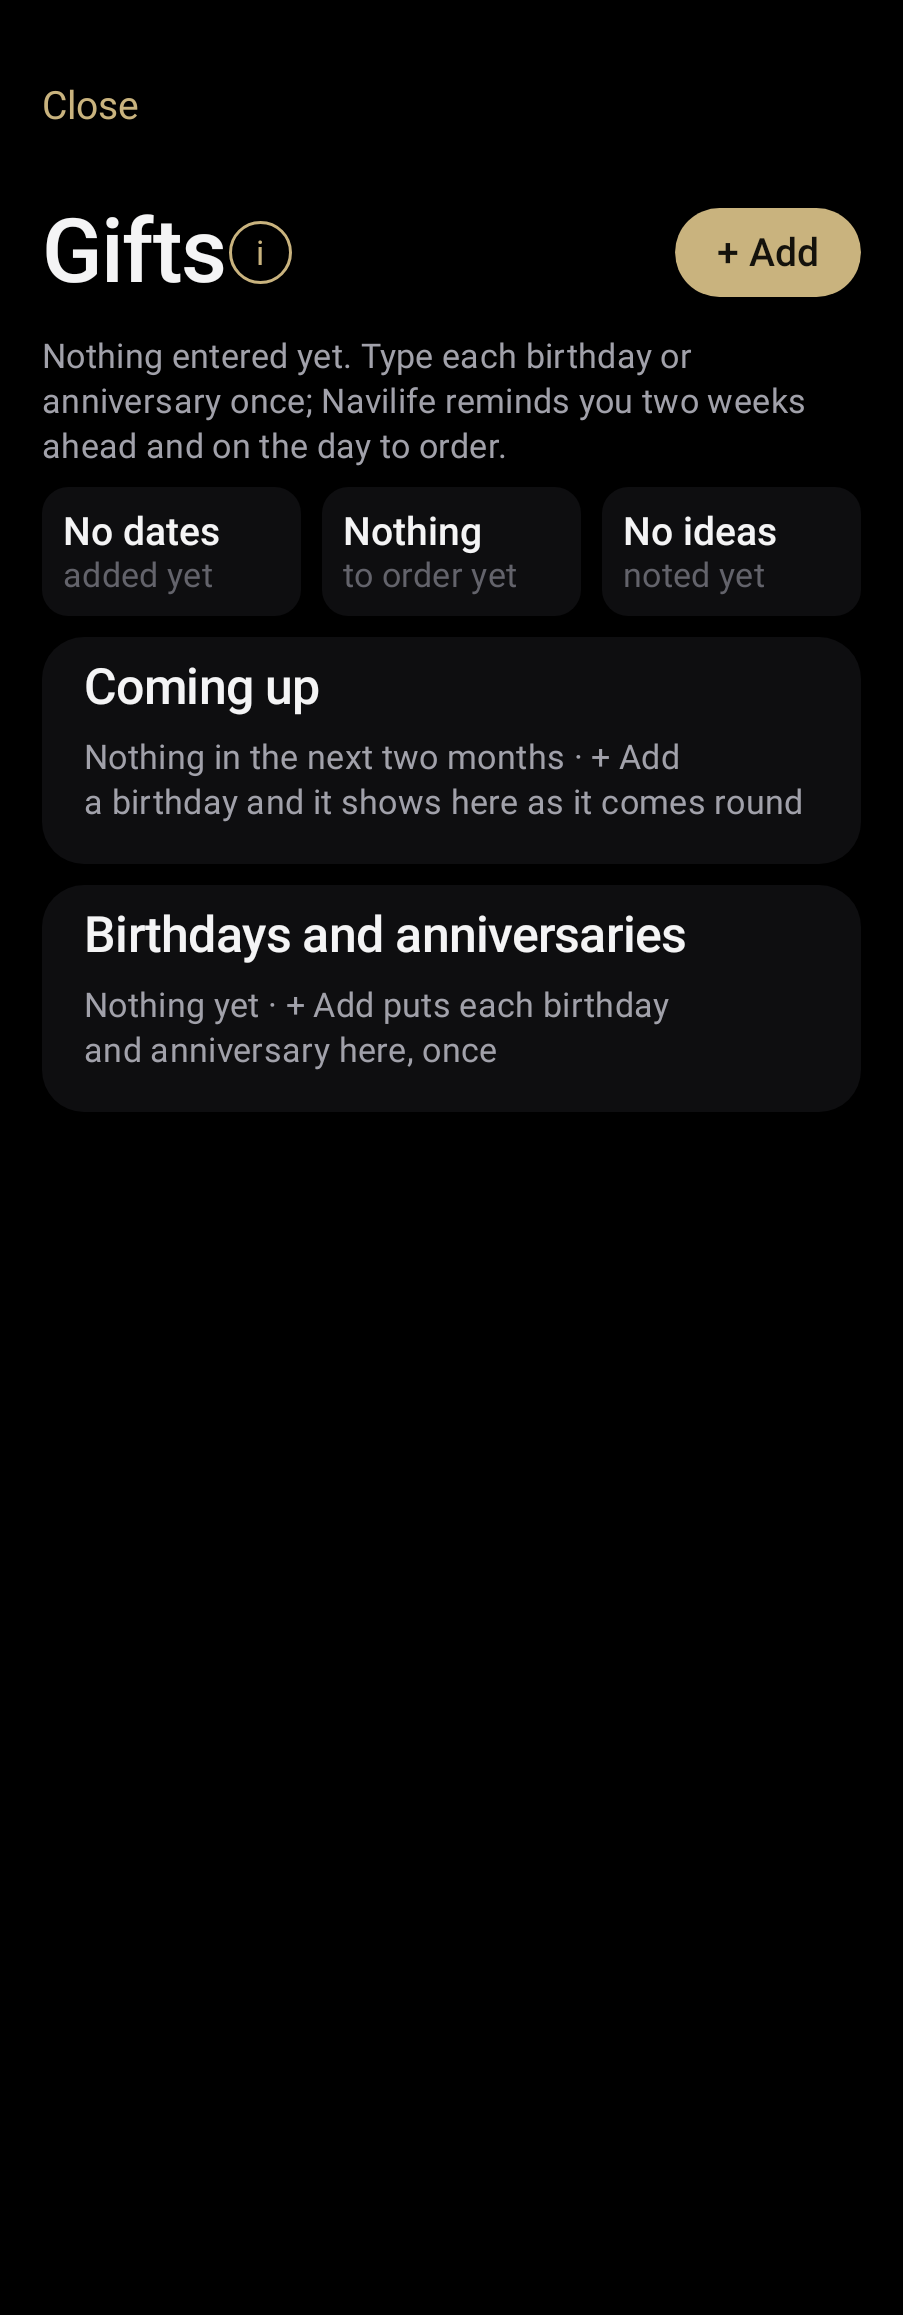 Close
Gifts i
+ Add
Nothing entered yet. Type each birthday or
anniversary once; Navilife reminds you two weeks
ahead and on the day to order.
No dates
added yet
Nothing
to order yet
No ideas
noted yet
Coming up
Nothing in the next two months · + Add
a birthday and it shows here as it comes round
Birthdays and anniversaries
Nothing yet · + Add puts each birthday
and anniversary here, once